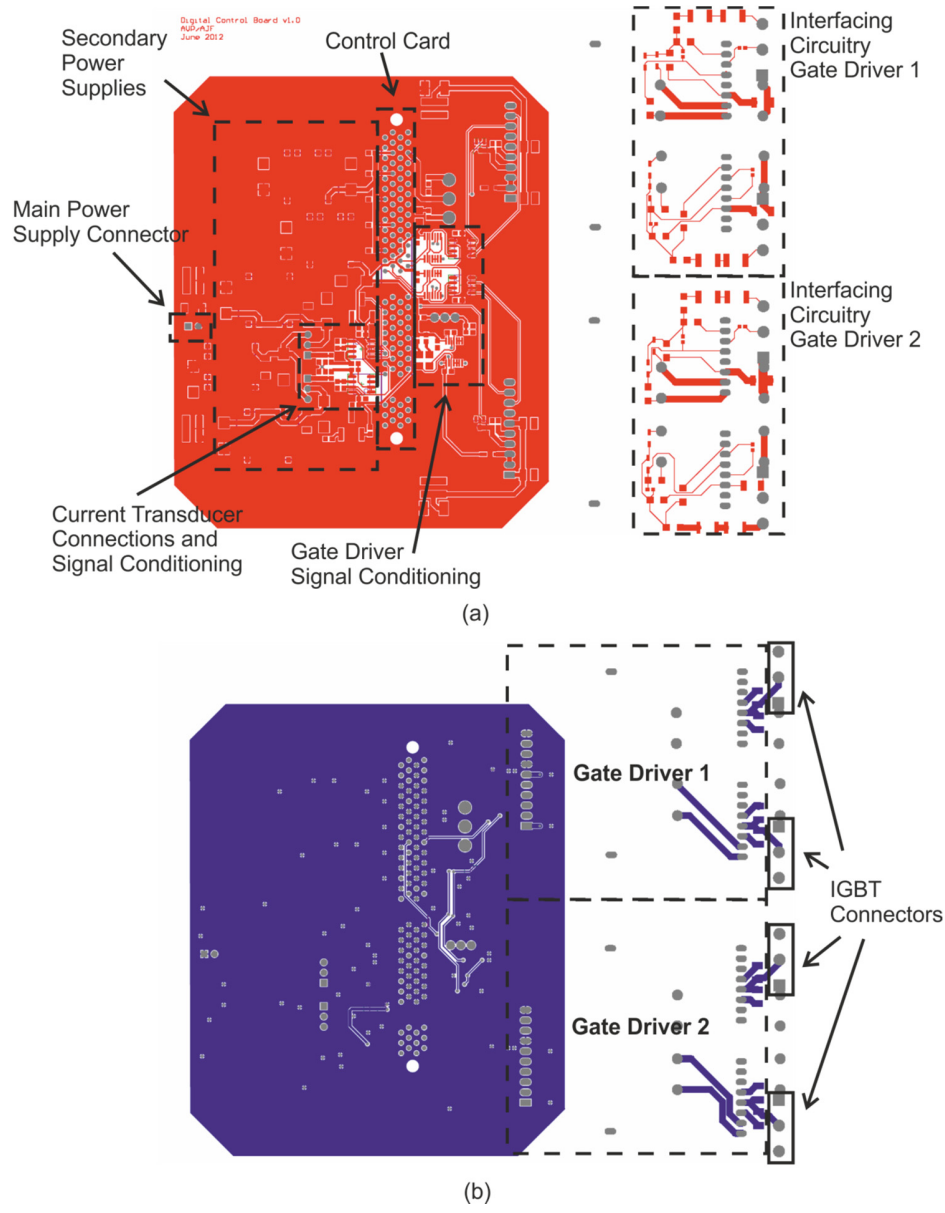 Digital Control Board v1.0
AVP/AJF
June 2012
Secondary
Power
Supplies
Control Card
Interfacing
Circuitry
Gate Driver 1
Main Power
Supply Connector
Interfacing
Circuitry
Gate Driver 2
Current Transducer
Connections and
Signal Conditioning
Gate Driver
Signal Conditioning
(a)
Gate Driver 1
IGBT
Connectors
Gate Driver 2
(b)